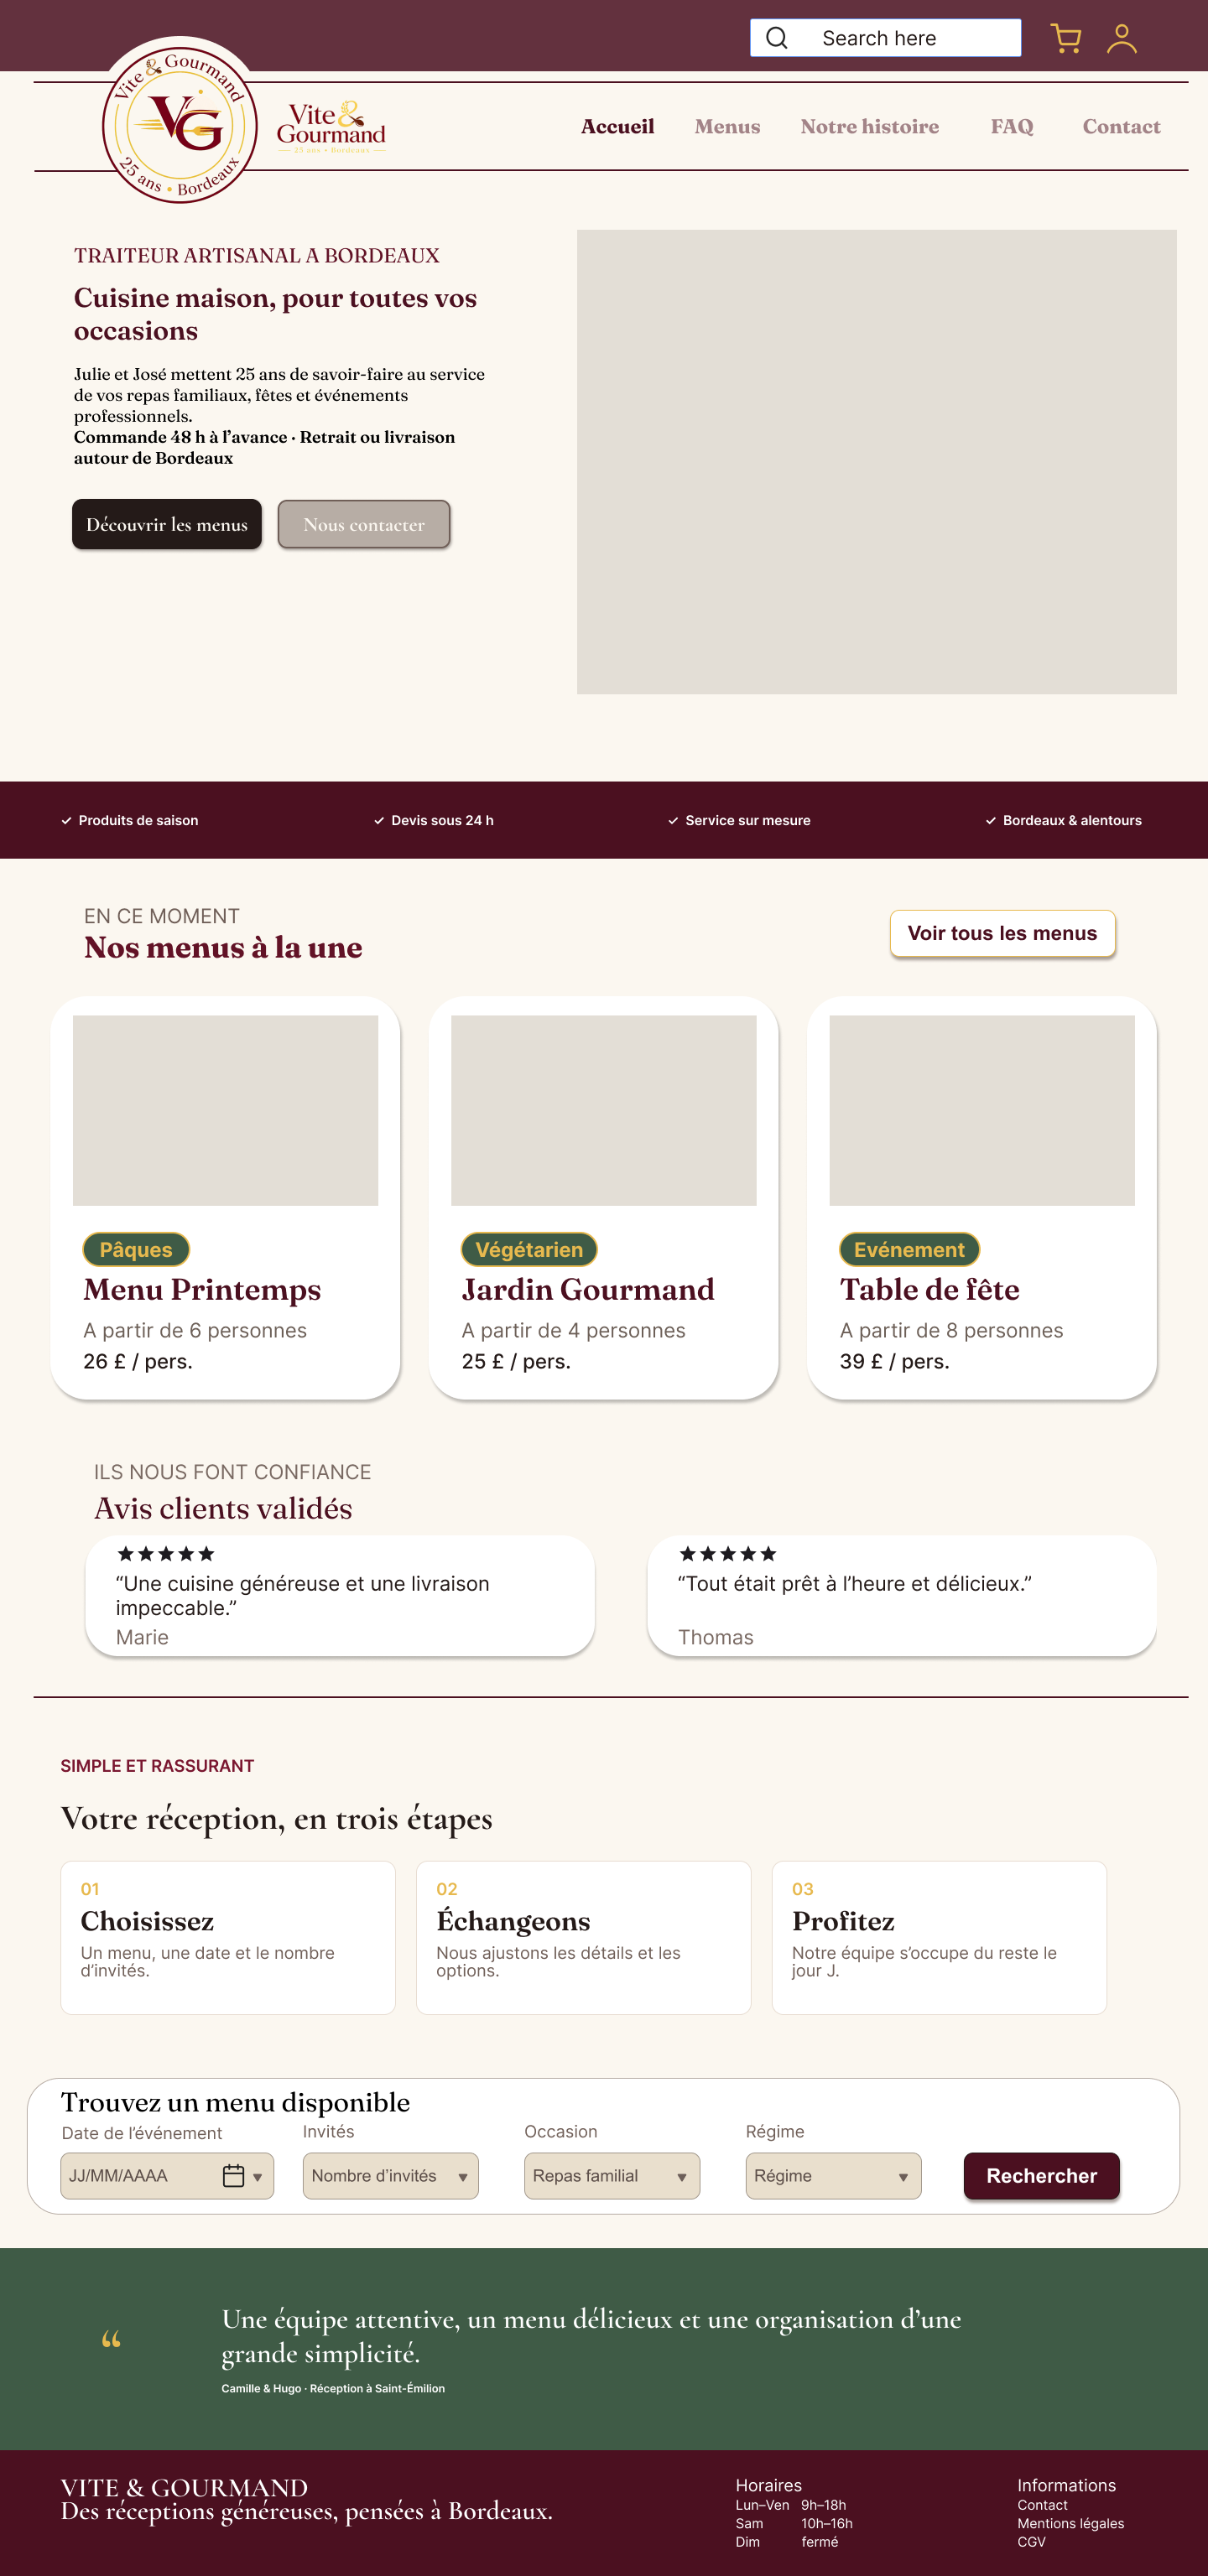 Search here
Vite & Gourmand
VG
25 ans • Bordeaux
Vite &
Gourmand
25 ans • Bordeaux
Accueil
Menus
Notre histoire
FAQ
Contact
TRAITEUR ARTISANAL A BORDEAUX
Cuisine maison, pour toutes vos
occasions
Julie et José mettent 25 ans de savoir-faire au service
de vos repas familiaux, fêtes et événements
professionnels.
Commande 48 h à l’avance · Retrait ou livraison
autour de Bordeaux
Découvrir les menus
Nous contacter
✓ Produits de saison
✓ Devis sous 24 h
✓ Service sur mesure
✓ Bordeaux & alentours
EN CE MOMENT
Nos menus à la une
Voir tous les menus
Pâques
Menu Printemps
A partir de 6 personnes
26 £ / pers.
Végétarien
Jardin Gourmand
A partir de 4 personnes
25 £ / pers.
Evénement
Table de fête
A partir de 8 personnes
39 £ / pers.
ILS NOUS FONT CONFIANCE
Avis clients validés
★★★★★
“Une cuisine généreuse et une livraison
impeccable.”
Marie
★★★★★
“Tout était prêt à l’heure et délicieux.”
Thomas
SIMPLE ET RASSURANT
Votre réception, en trois étapes
01
Choisissez
Un menu, une date et le nombre
d’invités.
02
Échangeons
Nous ajustons les détails et les
options.
03
Profitez
Notre équipe s’occupe du reste le
jour J.
Trouvez un menu disponible
Date de l’événement
JJ/MM/AAAA
Invités
Nombre d’invités
Occasion
Repas familial
Régime
Régime
Rechercher
“
Une équipe attentive, un menu délicieux et une organisation d’une
grande simplicité.
Camille & Hugo · Réception à Saint-Émilion
VITE & GOURMAND
Des réceptions généreuses, pensées à Bordeaux.
Horaires
Lun–Ven 9h–18h
Sam 10h–16h
Dim fermé
Informations
Contact
Mentions légales
CGV